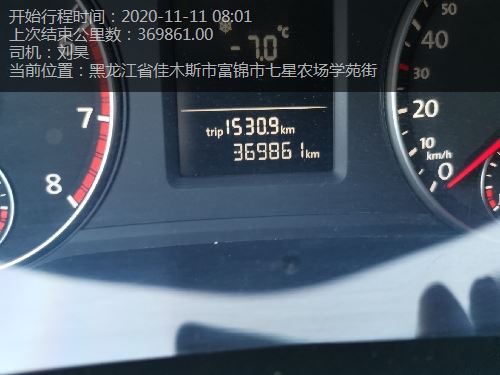 开始行程时间：2020-11-11 08:01
上次结束公里数：369861.00
司机：刘昊
当前位置：黑龙江省佳木斯市富锦市七星农场学苑街
-7.0°C
trip 1530.9 km
369861 km
7
8
50
40
30
20
10
km/h
0